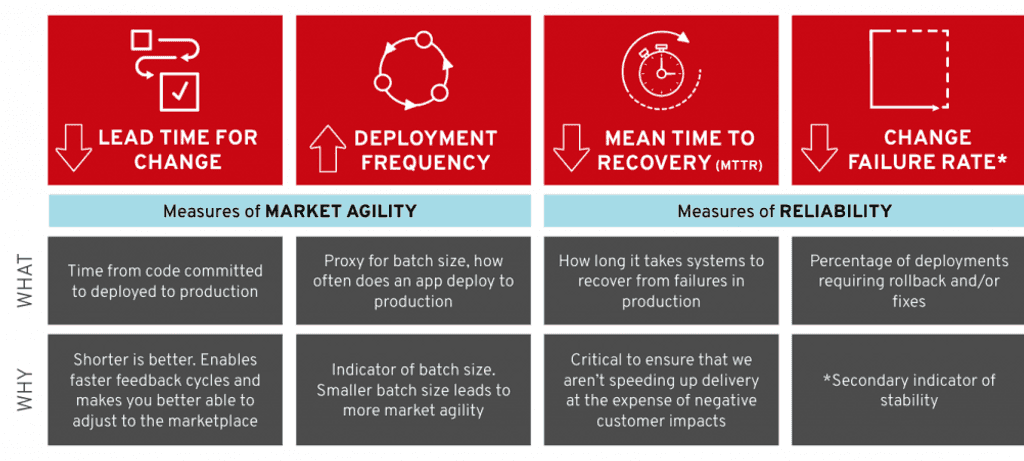 LEAD TIME FOR
CHANGE
DEPLOYMENT
FREQUENCY
MEAN TIME TO
RECOVERY (MTTR)
CHANGE
FAILURE RATE*
Measures of MARKET AGILITY
Measures of RELIABILITY
WHAT
Time from code committed
to deployed to production
Proxy for batch size, how
often does an app deploy to
production
How long it takes systems to
recover from failures in
production
Percentage of deployments
requiring rollback and/or
fixes
WHY
Shorter is better. Enables
faster feedback cycles and
makes you better able to
adjust to the marketplace
Indicator of batch size.
Smaller batch size leads to
more market agility
Critical to ensure that we
aren't speeding up delivery
at the expense of negative
customer impacts
*Secondary indicator of
stability